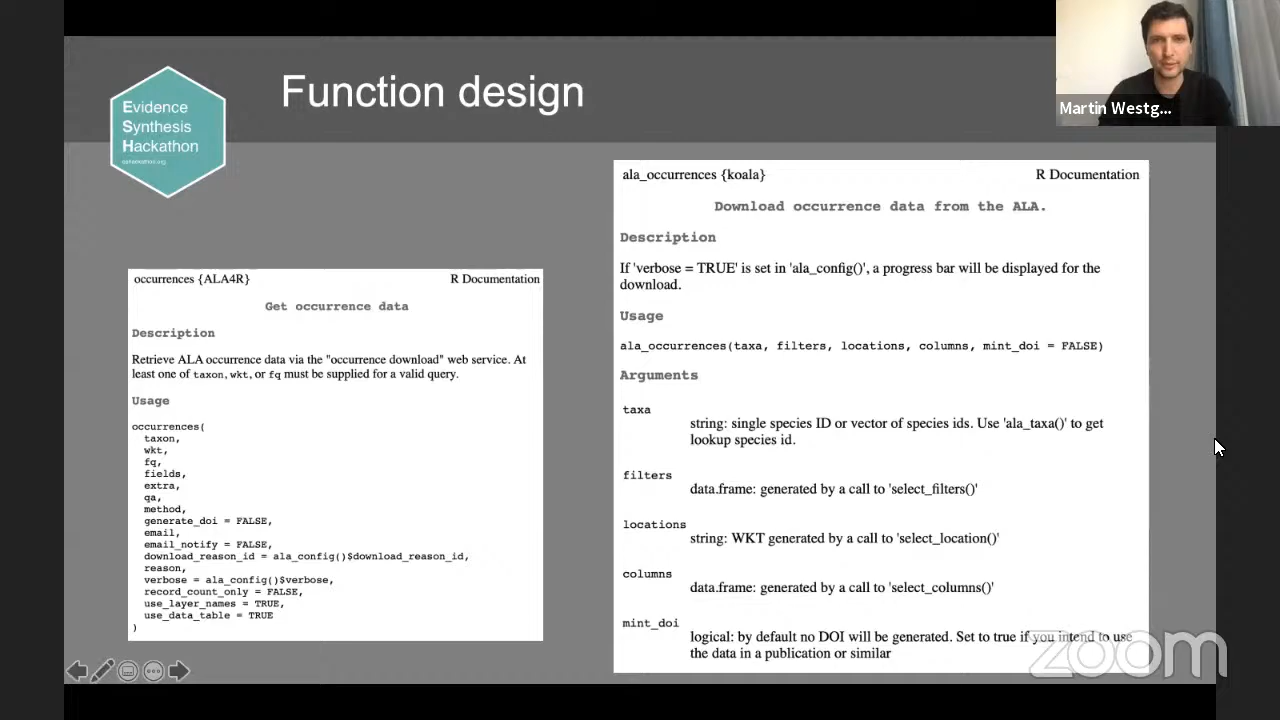 Function design
Evidence
Synthesis
Hackathon
Martin Westg...
occurrences {ALA4R}
R Documentation
Get occurrence data
Description
Retrieve ALA occurrence data via the "occurrence download" web service. At
least one of taxon, wkt, or fq must be supplied for a valid query.
Usage
occurrences(
taxon,
wkt,
fq,
fields,
extra,
qa,
method,
generate_doi = FALSE,
email,
email_notify = FALSE,
download_reason_id = ala_config()$download_reason_id,
reason,
verbose = ala_config()$verbose,
record_count_only = FALSE,
use_layer_names = TRUE,
use_data_table = TRUE
)
ala_occurrences {koala}
R Documentation
Download occurrence data from the ALA.
Description
If 'verbose = TRUE' is set in 'ala_config()', a progress bar will be displayed for the
download.
Usage
ala_occurrences(taxa, filters, locations, columns, mint_doi = FALSE)
Arguments
taxa
string: single species ID or vector of species ids. Use 'ala_taxa()' to get
lookup species id.
filters
data.frame: generated by a call to 'select_filters()'
locations
string: WKT generated by a call to 'select_location()'
columns
data.frame: generated by a call to 'select_columns()'
mint_doi
logical: by default no DOI will be generated. Set to true if you intend to use
the data in a publication or similar
zoom